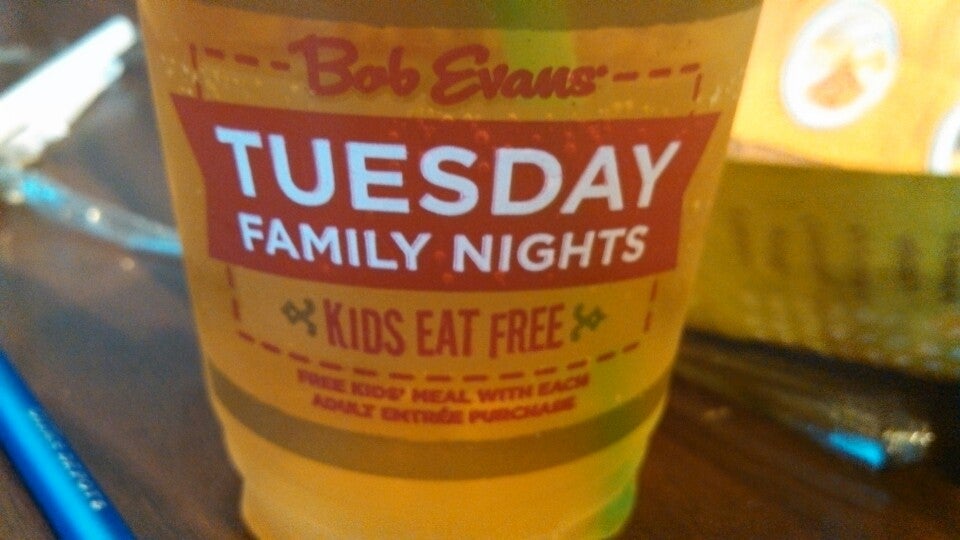 Bob Evans
TUESDAY
FAMILY NIGHTS
KIDS EAT FREE
FREE KIDS' MEAL WITH EACH
ADULT ENTRÉE PURCHASE